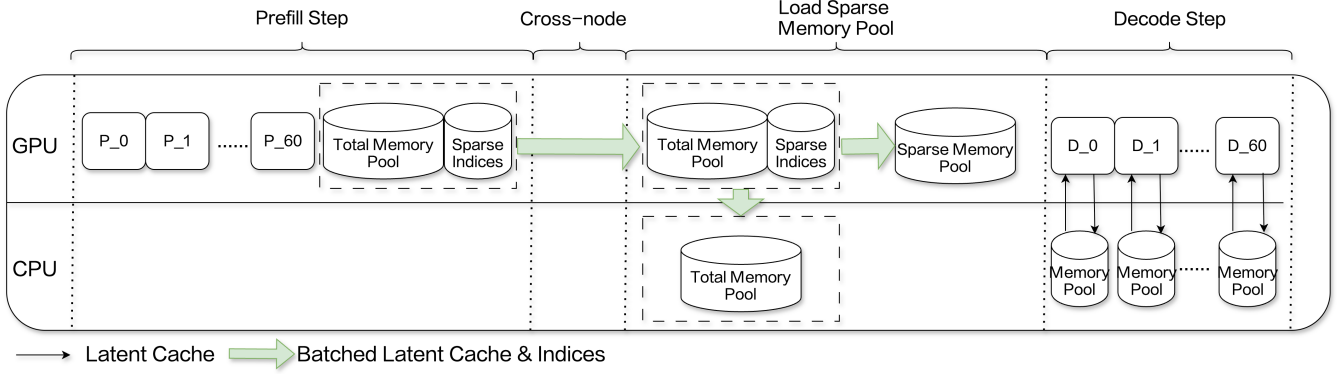 Prefill Step
Cross-node
Load Sparse
Memory Pool
Decode Step
GPU
P_0
P_1
......
P_60
Total Memory
Pool
Sparse
Indices
Total Memory
Pool
Sparse
Indices
Sparse Memory
Pool
D_0
D_1
......
D_60
CPU
Total Memory
Pool
Memory
Pool
Memory
Pool
......
Memory
Pool
Latent Cache
Batched Latent Cache & Indices